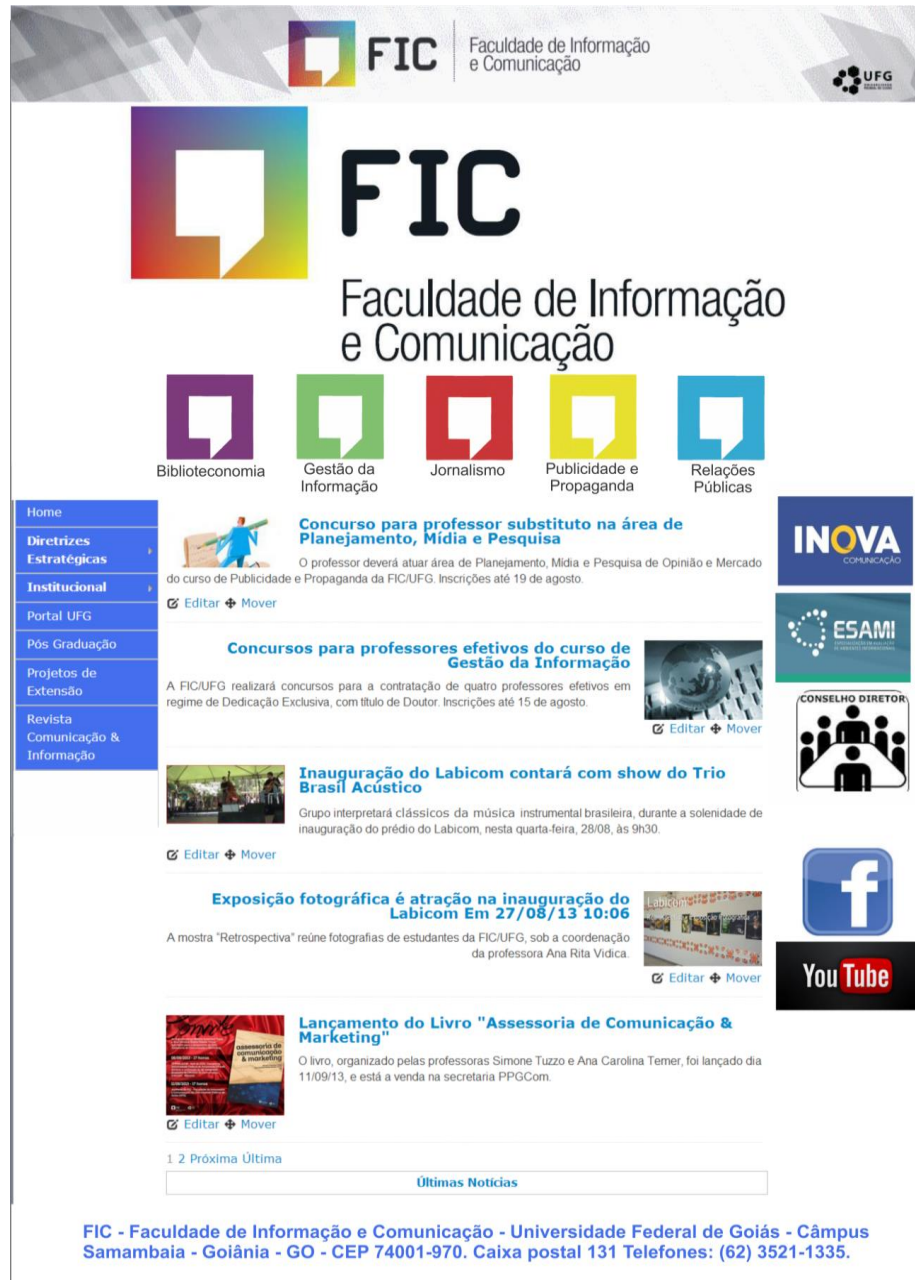 FIC
Faculdade de Informação
e Comunicação
UFG
FIC
Faculdade de Informação
e Comunicação
Biblioteconomia
Gestão da
Informação
Jornalismo
Publicidade e
Propaganda
Relações
Públicas
Home
Diretrizes
Estratégicas
Institucional
Portal UFG
Pós Graduação
Projetos de
Extensão
Revista
Comunicação &
Informação
Concurso para professor substituto na área de
Planejamento, Mídia e Pesquisa
O professor deverá atuar área de Planejamento, Mídia e Pesquisa de Opinião e Mercado
do curso de Publicidade e Propaganda da FIC/UFG. Inscrições até 19 de agosto.
Editar Mover
Concursos para professores efetivos do curso de
Gestão da Informação
A FIC/UFG realizará concursos para a contratação de quatro professores efetivos em
regime de Dedicação Exclusiva, com título de Doutor. Inscrições até 15 de agosto.
Editar Mover
Inauguração do Labicom contará com show do Trio
Brasil Acústico
Grupo interpretará clássicos da música instrumental brasileira, durante a solenidade de
inauguração do prédio do Labicom, nesta quarta-feira, 28/08, às 9h30.
Editar Mover
Exposição fotográfica é atração na inauguração do
Labicom Em 27/08/13 10:06
A mostra "Retrospectiva" reúne fotografias de estudantes da FIC/UFG, sob a coordenação
da professora Ana Rita Vidica.
Labicom
Editar Mover
Lançamento do Livro "Assessoria de Comunicação &
Marketing"
O livro, organizado pelas professoras Simone Tuzzo e Ana Carolina Temer, foi lançado dia
11/09/13, e está a venda na secretaria PPGCom.
assessoria de
comunicação
& marketing
Editar Mover
1 2 Próxima Última
Últimas Notícias
INOVA
COMUNICAÇÃO
ESAMI
CONSELHO DIRETOR
f
You Tube
FIC - Faculdade de Informação e Comunicação - Universidade Federal de Goiás - Câmpus
Samambaia - Goiânia - GO - CEP 74001-970. Caixa postal 131 Telefones: (62) 3521-1335.